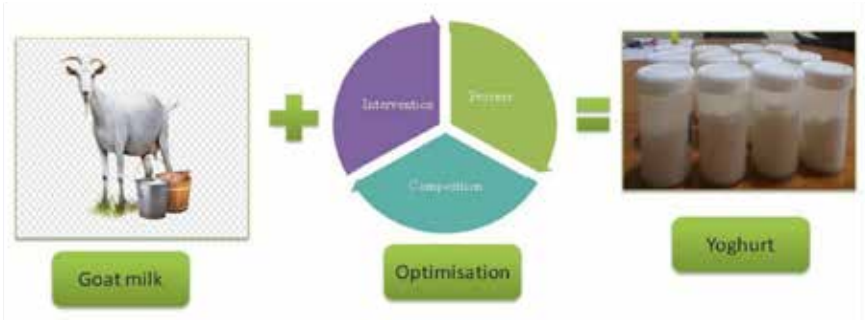 Intervention
Process
Composition
Goat milk
Optimisation
Yoghurt